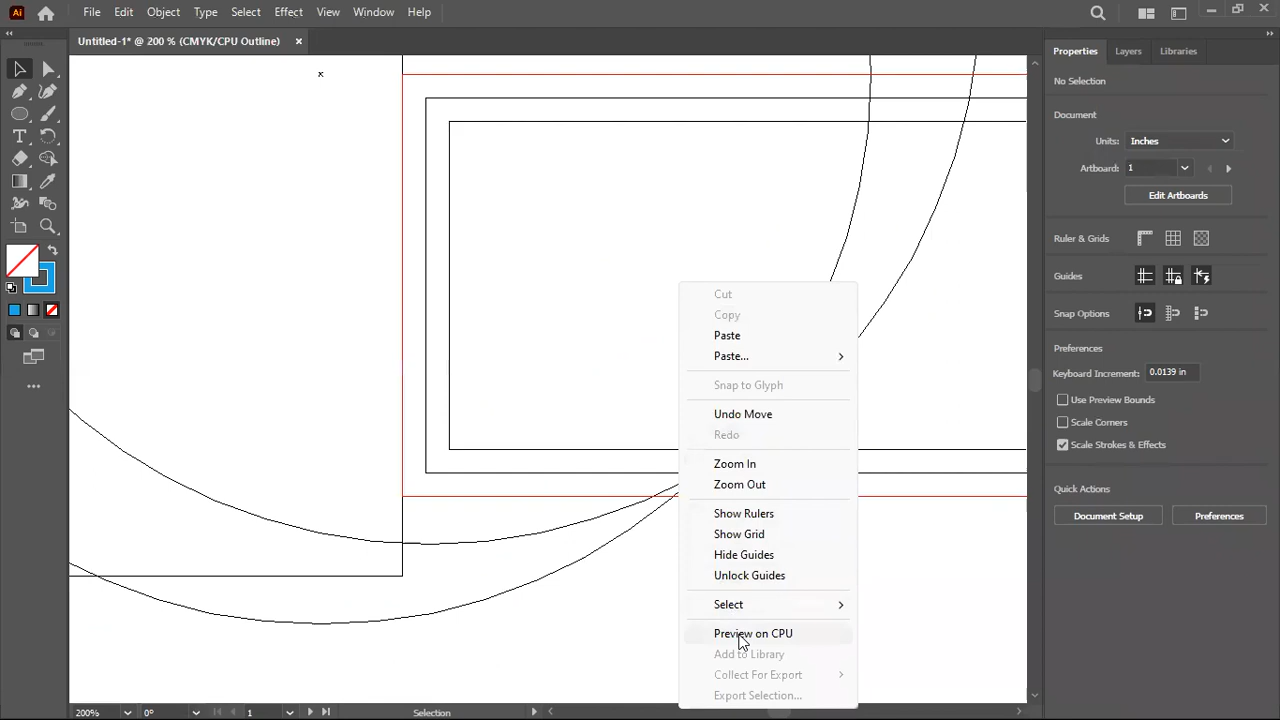 Ai File Edit Object Type Select Effect View Window Help
Untitled-1* @ 200 % (CMYK/CPU Outline) ×
Properties Layers Libraries
No Selection
Document
Units: Inches
Artboard: 1
Edit Artboards
Ruler & Grids
Guides
Snap Options
Preferences
Keyboard Increment: 0.0139 in
Use Preview Bounds
Scale Corners
Scale Strokes & Effects
Quick Actions
Document Setup Preferences
Cut
Copy
Paste
Paste...
Snap to Glyph
Undo Move
Redo
Zoom In
Zoom Out
Show Rulers
Show Grid
Hide Guides
Unlock Guides
Select
Preview on CPU
Add to Library
Collect For Export
Export Selection...
200% 0° 1 Selection